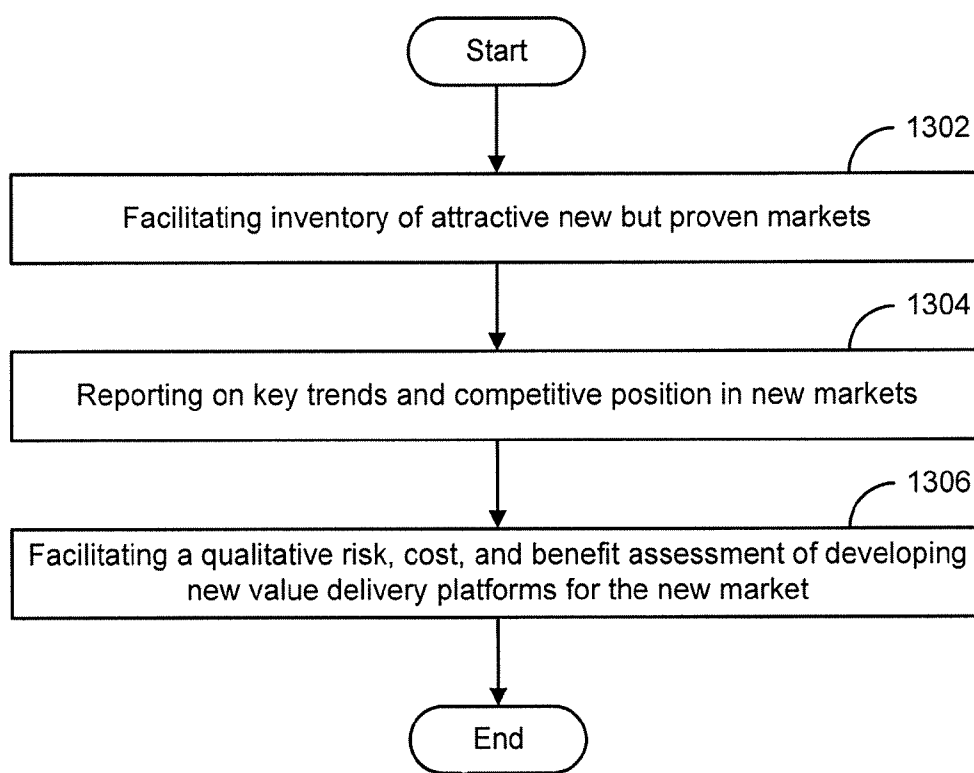 Start
1302
Facilitating inventory of attractive new but proven markets
1304
Reporting on key trends and competitive position in new markets
1306
Facilitating a qualitative risk, cost, and benefit assessment of developing
new value delivery platforms for the new market
End